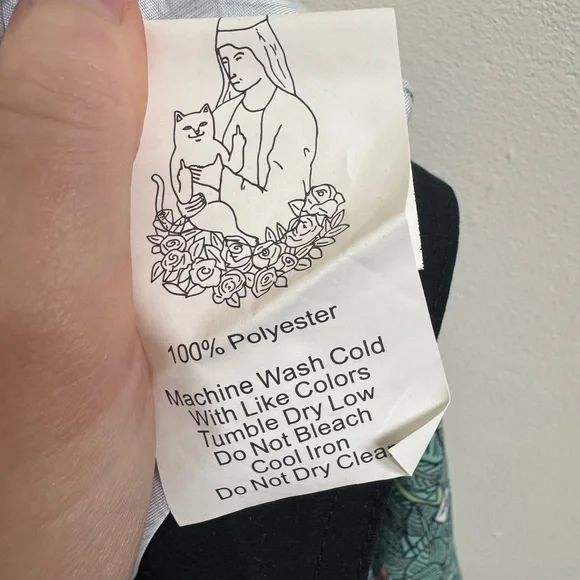 100% Polyester
Machine Wash Cold
With Like Colors
Tumble Dry Low
Do Not Bleach
Cool Iron
Do Not Dry Clean